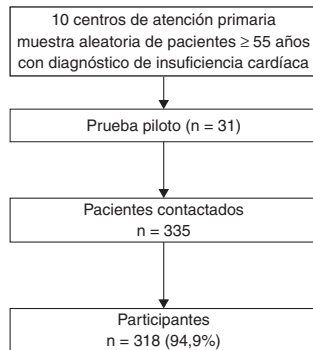 10 centros de atención primaria
muestra aleatoria de pacientes ≥ 55 años
con diagnóstico de insuficiencia cardíaca
Prueba piloto (n = 31)
Pacientes contactados
n = 335
Participantes
n = 318 (94,9%)